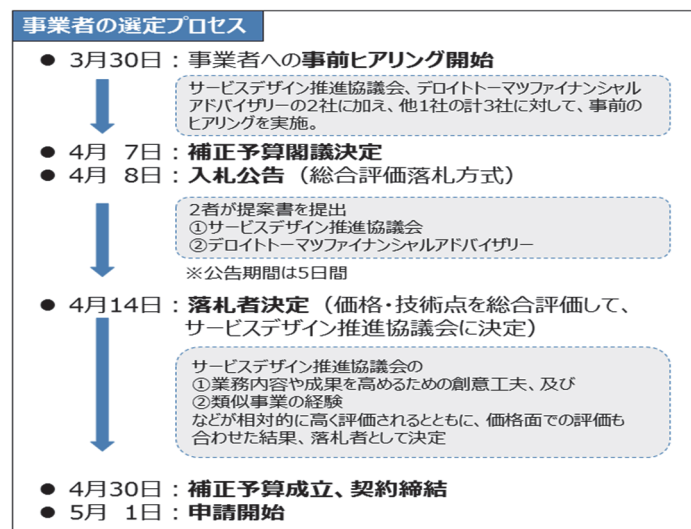 事業者の選定プロセス
● 3月30日：事業者への事前ヒアリング開始
サービスデザイン推進協議会、デロイトトーマツファイナンシャル
アドバイザリーの2社に加え、他1社の計3社に対して、事前の
ヒアリングを実施。
● 4月 7日：補正予算閣議決定
● 4月 8日：入札公告（総合評価落札方式）
2者が提案書を提出
①サービスデザイン推進協議会
②デロイトトーマツファイナンシャルアドバイザリー
※公告期間は5日間
● 4月14日：落札者決定（価格・技術点を総合評価して、
サービスデザイン推進協議会に決定）
サービスデザイン推進協議会の
①業務内容や成果を高めるための創意工夫、及び
②類似事業の経験
などが相対的に高く評価されるとともに、価格面での評価も
合わせた結果、落札者として決定
● 4月30日：補正予算成立、契約締結
● 5月 1日：申請開始